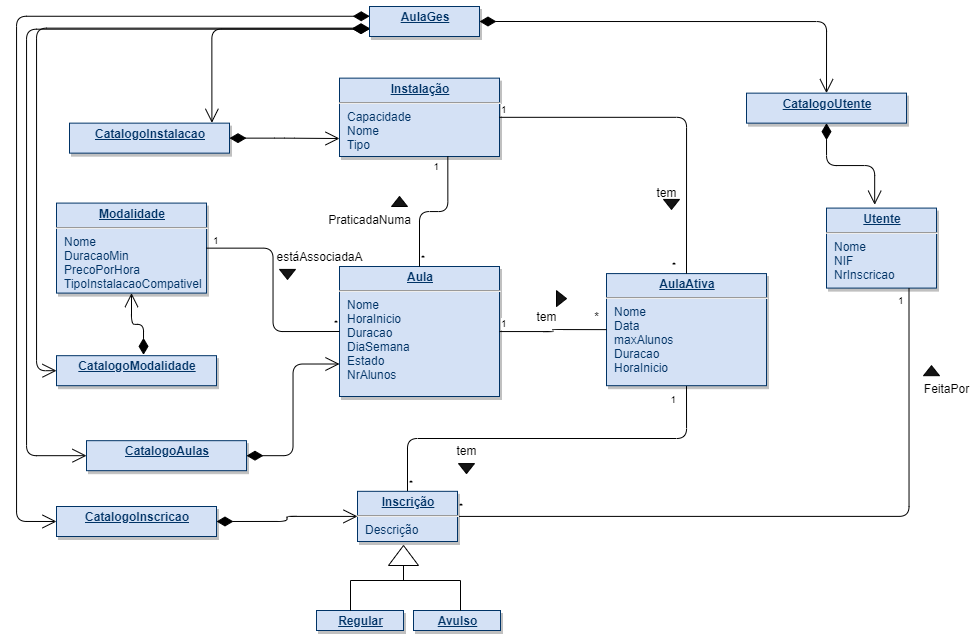 AulaGes
CatalogoUtente
Instalação
Capacidade
Nome
Tipo
1
CatalogoInstalacao
1
tem
PraticadaNuma
Modalidade
Nome
DuracaoMin
PrecoPorHora
TipoInstalacaoCompativel
1
estáAssociadaA
*
*
Utente
Nome
NIF
NrInscricao
1
Aula
Nome
HoraInicio
Duracao
DiaSemana
Estado
NrAlunos
*
1
tem
*
AulaAtiva
Nome
Data
maxAlunos
Duracao
HoraInicio
1
CatalogoModalidade
FeitaPor
CatalogoAulas
tem
*
Inscrição
Descrição
*
CatalogoInscricao
Regular
Avulso